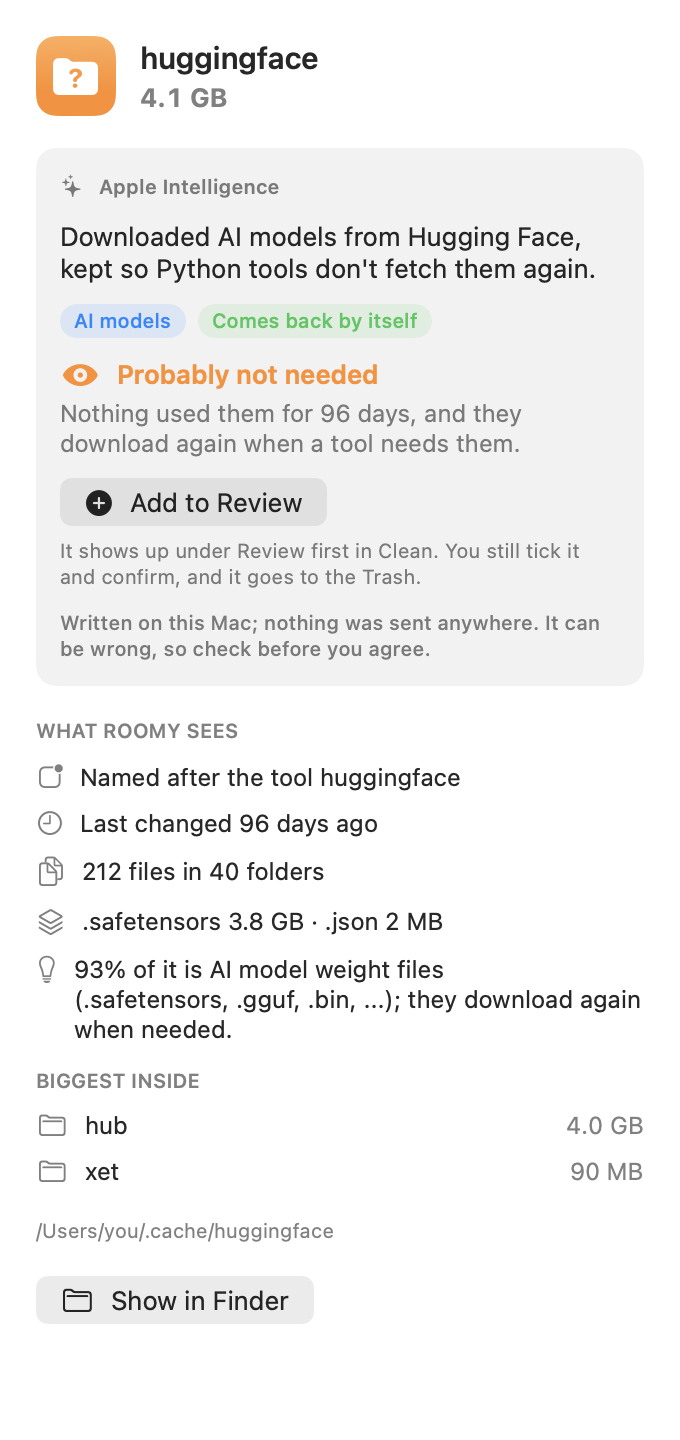 huggingface
4.1 GB
Apple Intelligence
Downloaded AI models from Hugging Face,
kept so Python tools don't fetch them again.
AI models
Comes back by itself
Probably not needed
Nothing used them for 96 days, and they
download again when a tool needs them.
Add to Review
It shows up under Review first in Clean. You still tick it
and confirm, and it goes to the Trash.
Written on this Mac; nothing was sent anywhere. It can
be wrong, so check before you agree.
WHAT ROOMY SEES
Named after the tool huggingface
Last changed 96 days ago
212 files in 40 folders
.safetensors 3.8 GB · .json 2 MB
93% of it is AI model weight files
(.safetensors, .gguf, .bin, ...); they download again
when needed.
BIGGEST INSIDE
hub 4.0 GB
xet 90 MB
/Users/you/.cache/huggingface
Show in Finder